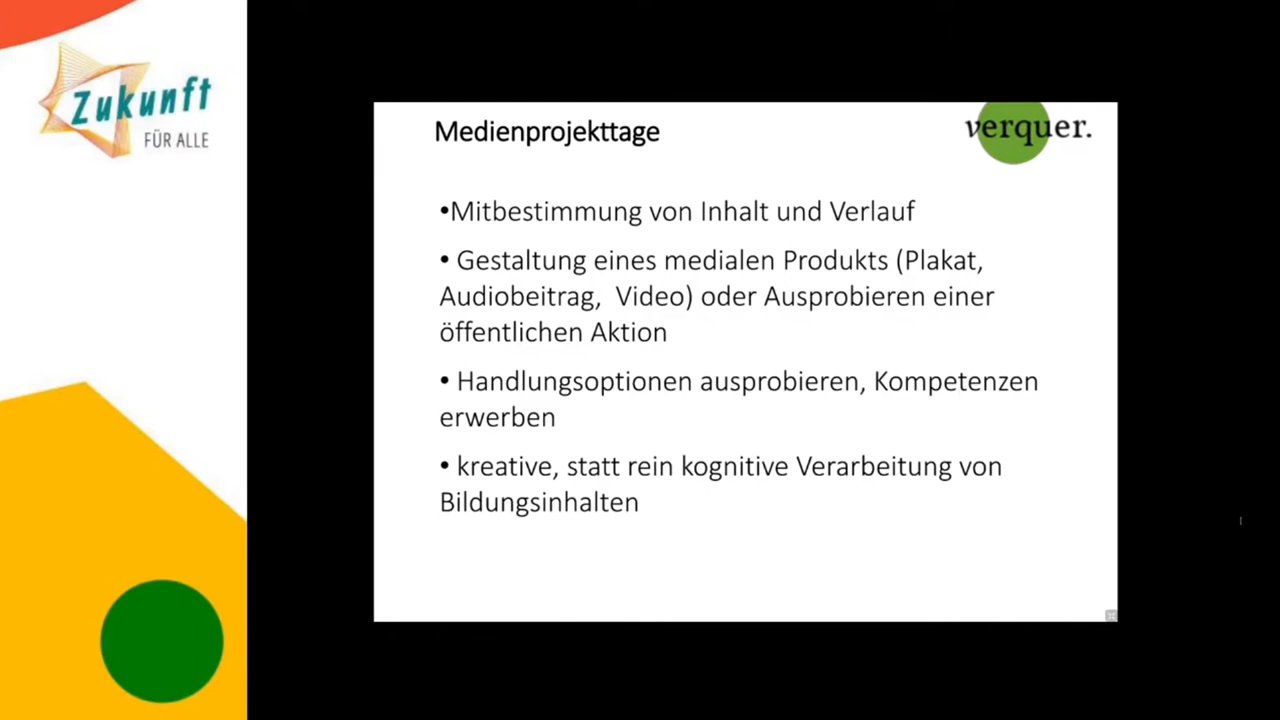 Zukunft
FÜR ALLE
Medienprojekttage
verquer.
•Mitbestimmung von Inhalt und Verlauf
• Gestaltung eines medialen Produkts (Plakat,
Audiobeitrag,  Video) oder Ausprobieren einer
öffentlichen Aktion
• Handlungsoptionen ausprobieren, Kompetenzen
erwerben
• kreative, statt rein kognitive Verarbeitung von
Bildungsinhalten